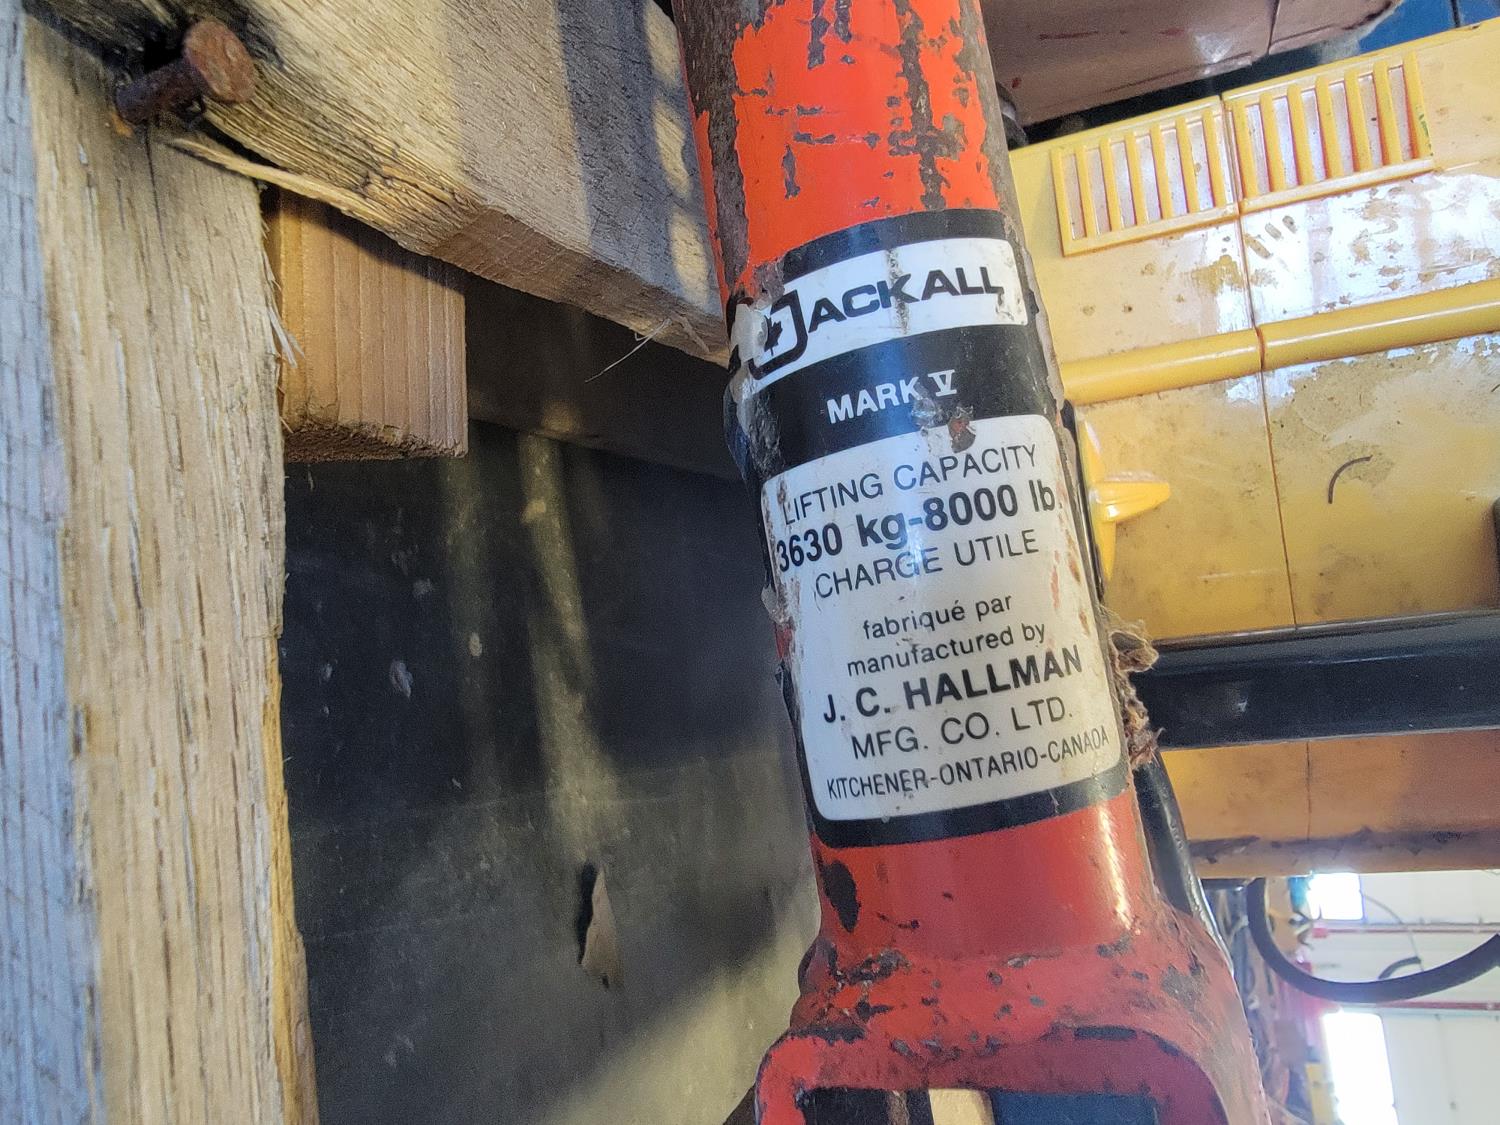 JACKALL
MARK V
LIFTING CAPACITY
3630 kg-8000 lb
CHARGE UTILE
fabriqué par
manufactured by
J. C. HALLMAN
MFG. CO. LTD.
KITCHENER-ONTARIO-CANADA